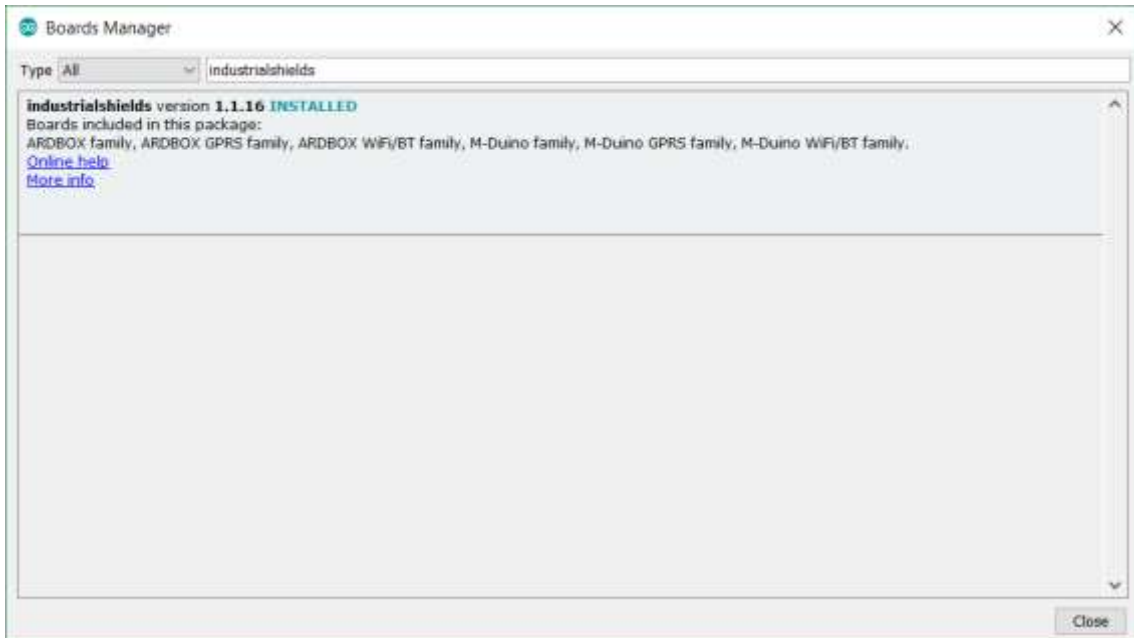 Boards Manager
Type All industrialshields
industrialshields version 1.1.16 INSTALLED
Boards included in this package:
ARDBOX family, ARDBOX GPRS family, ARDBOX WiFi/BT family, M-Duino family, M-Duino GPRS family, M-Duino WiFi/BT family.
Online help
More info
Close